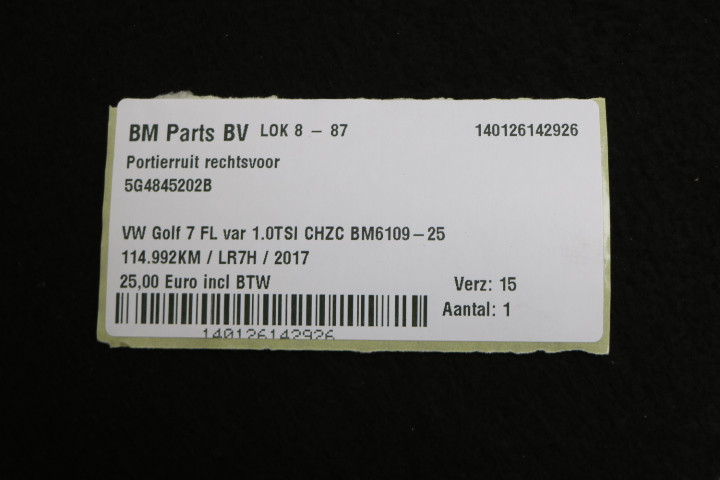 BM Parts BV LOK 8 - 87 140126142926
Portierruit rechtsvoor
5G4845202B
VW Golf 7 FL var 1.0TSI CHZC BM6109-25
114.992KM / LR7H / 2017
25,00 Euro incl BTW Verz: 15
Aantal: 1
140126142926